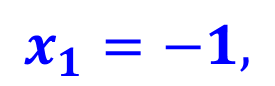 x₁ = −1,